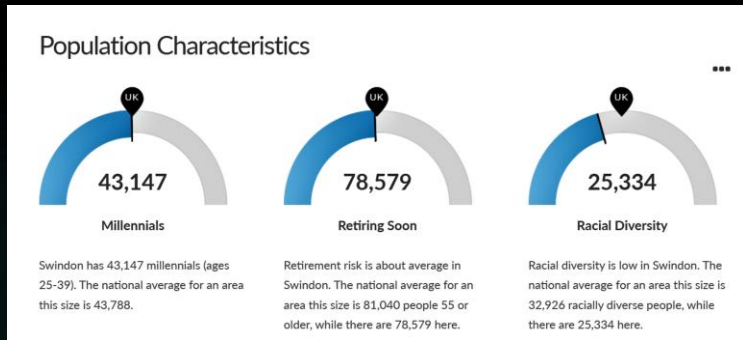 Population Characteristics
UK
43,147
Millennials
Swindon has 43,147 millennials (ages
25-39). The national average for an area
this size is 43,788.
UK
78,579
Retiring Soon
Retirement risk is about average in
Swindon. The national average for an
area this size is 81,040 people 55 or
older, while there are 78,579 here.
UK
25,334
Racial Diversity
Racial diversity is low in Swindon. The
national average for an area this size is
32,926 racially diverse people, while
there are 25,334 here.